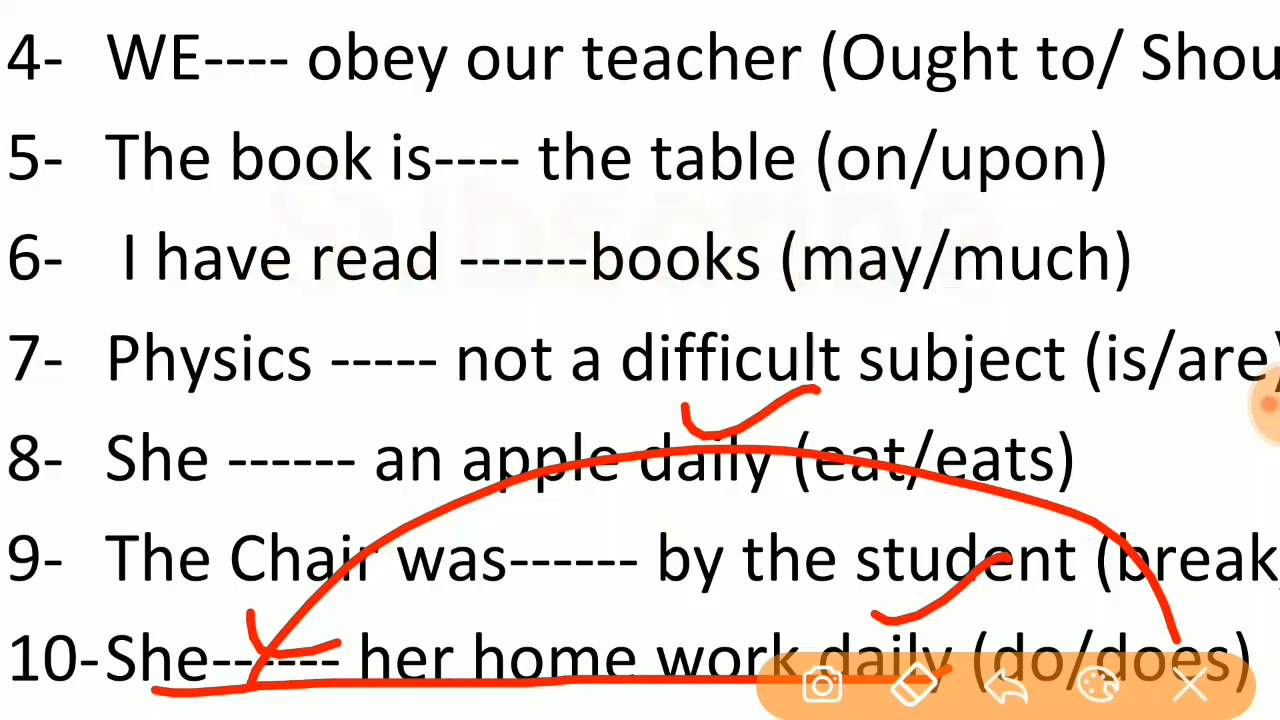 4- WE---- obey our teacher (Ought to/ Shou
5- The book is---- the table (on/upon)
6- I have read ------books (may/much)
7- Physics ----- not a difficult subject (is/are)
8- She ------ an apple daily (eat/eats)
9- The Chair was------ by the student (break/
10-She------ her home work daily (do/does)